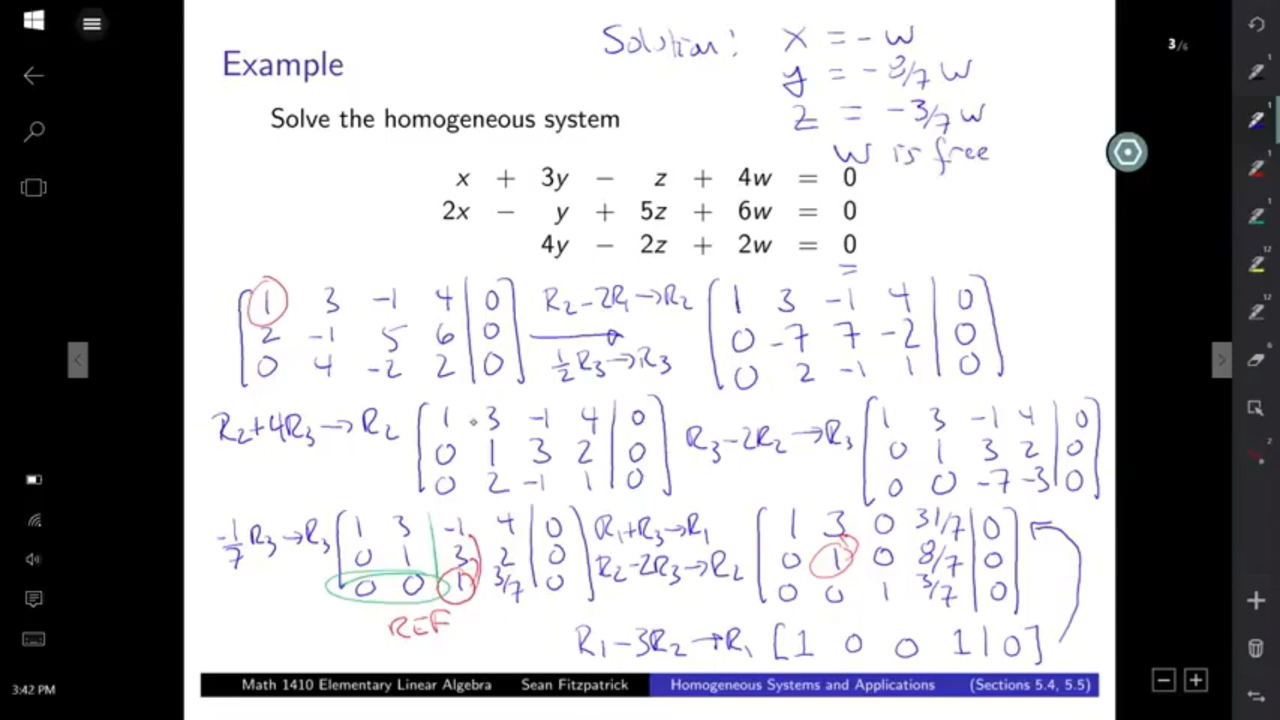 3/6
Example
Solution: x = - w
y = - 8/7 w
z = - 3/7 w
w is free
Solve the homogeneous system
x + 3y − z + 4w = 0
2x − y + 5z + 6w = 0
4y − 2z + 2w = 0
1 3 -1 4 | 0
2 -1 5 6 | 0
0 4 -2 2 | 0
R2-2R1→R2
1/2 R3→R3
1 3 -1 4 | 0
0 -7 7 -2 | 0
0 2 -1 1 | 0
R2+4R3→R2
1 3 -1 4 | 0
0 1 3 2 | 0
0 2 -1 1 | 0
R3-2R2→R3
1 3 -1 4 | 0
0 1 3 2 | 0
0 0 -7 -3 | 0
-1/7 R3→R3
1 3 -1 4 | 0
0 1 3 2 | 0
0 0 1 3/7 | 0
REF
R1+R3→R1
R2-2R3→R2
1 3 0 31/7 | 0
0 1 0 8/7 | 0
0 0 1 3/7 | 0
R1-3R2→R1 [1 0 0 1 | 0]
Math 1410 Elementary Linear Algebra Sean Fitzpatrick Homogeneous Systems and Applications (Sections 5.4, 5.5)
3:42 PM